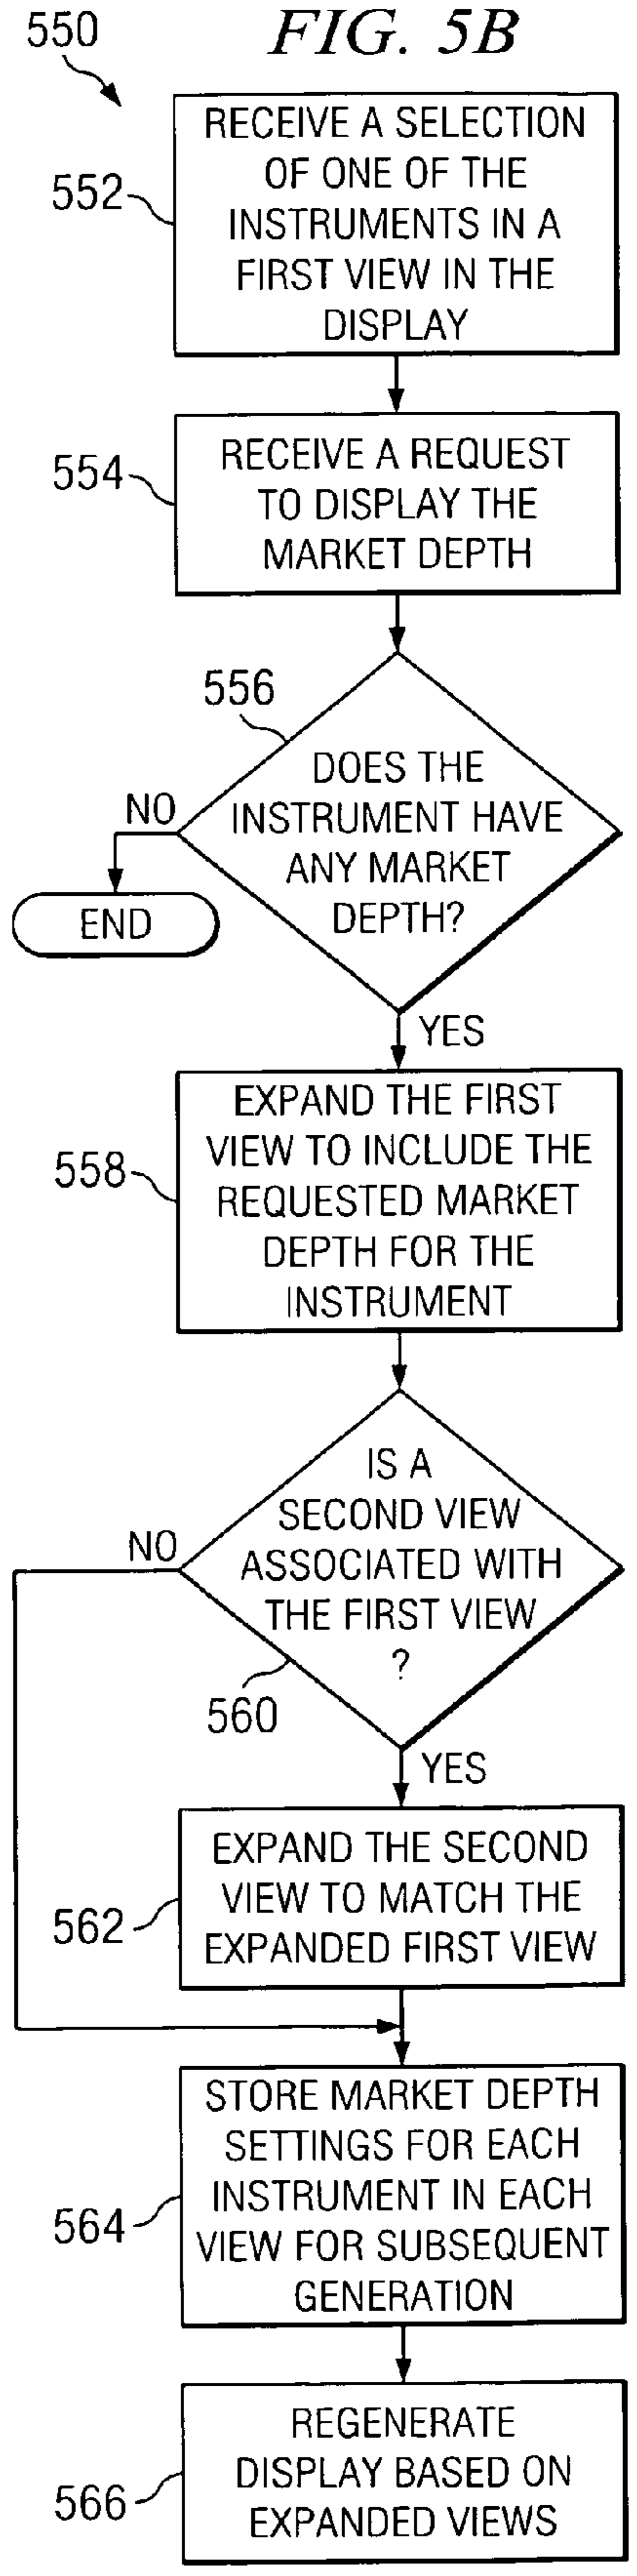 550
FIG. 5B
552
RECEIVE A SELECTION
OF ONE OF THE
INSTRUMENTS IN A
FIRST VIEW IN THE
DISPLAY
554
RECEIVE A REQUEST
TO DISPLAY THE
MARKET DEPTH
556
DOES THE
INSTRUMENT HAVE
ANY MARKET
DEPTH?
NO
END
YES
558
EXPAND THE FIRST
VIEW TO INCLUDE THE
REQUESTED MARKET
DEPTH FOR THE
INSTRUMENT
IS A
SECOND VIEW
ASSOCIATED WITH
THE FIRST VIEW
?
NO
560
YES
562
EXPAND THE SECOND
VIEW TO MATCH THE
EXPANDED FIRST VIEW
564
STORE MARKET DEPTH
SETTINGS FOR EACH
INSTRUMENT IN EACH
VIEW FOR SUBSEQUENT
GENERATION
566
REGENERATE
DISPLAY BASED ON
EXPANDED VIEWS